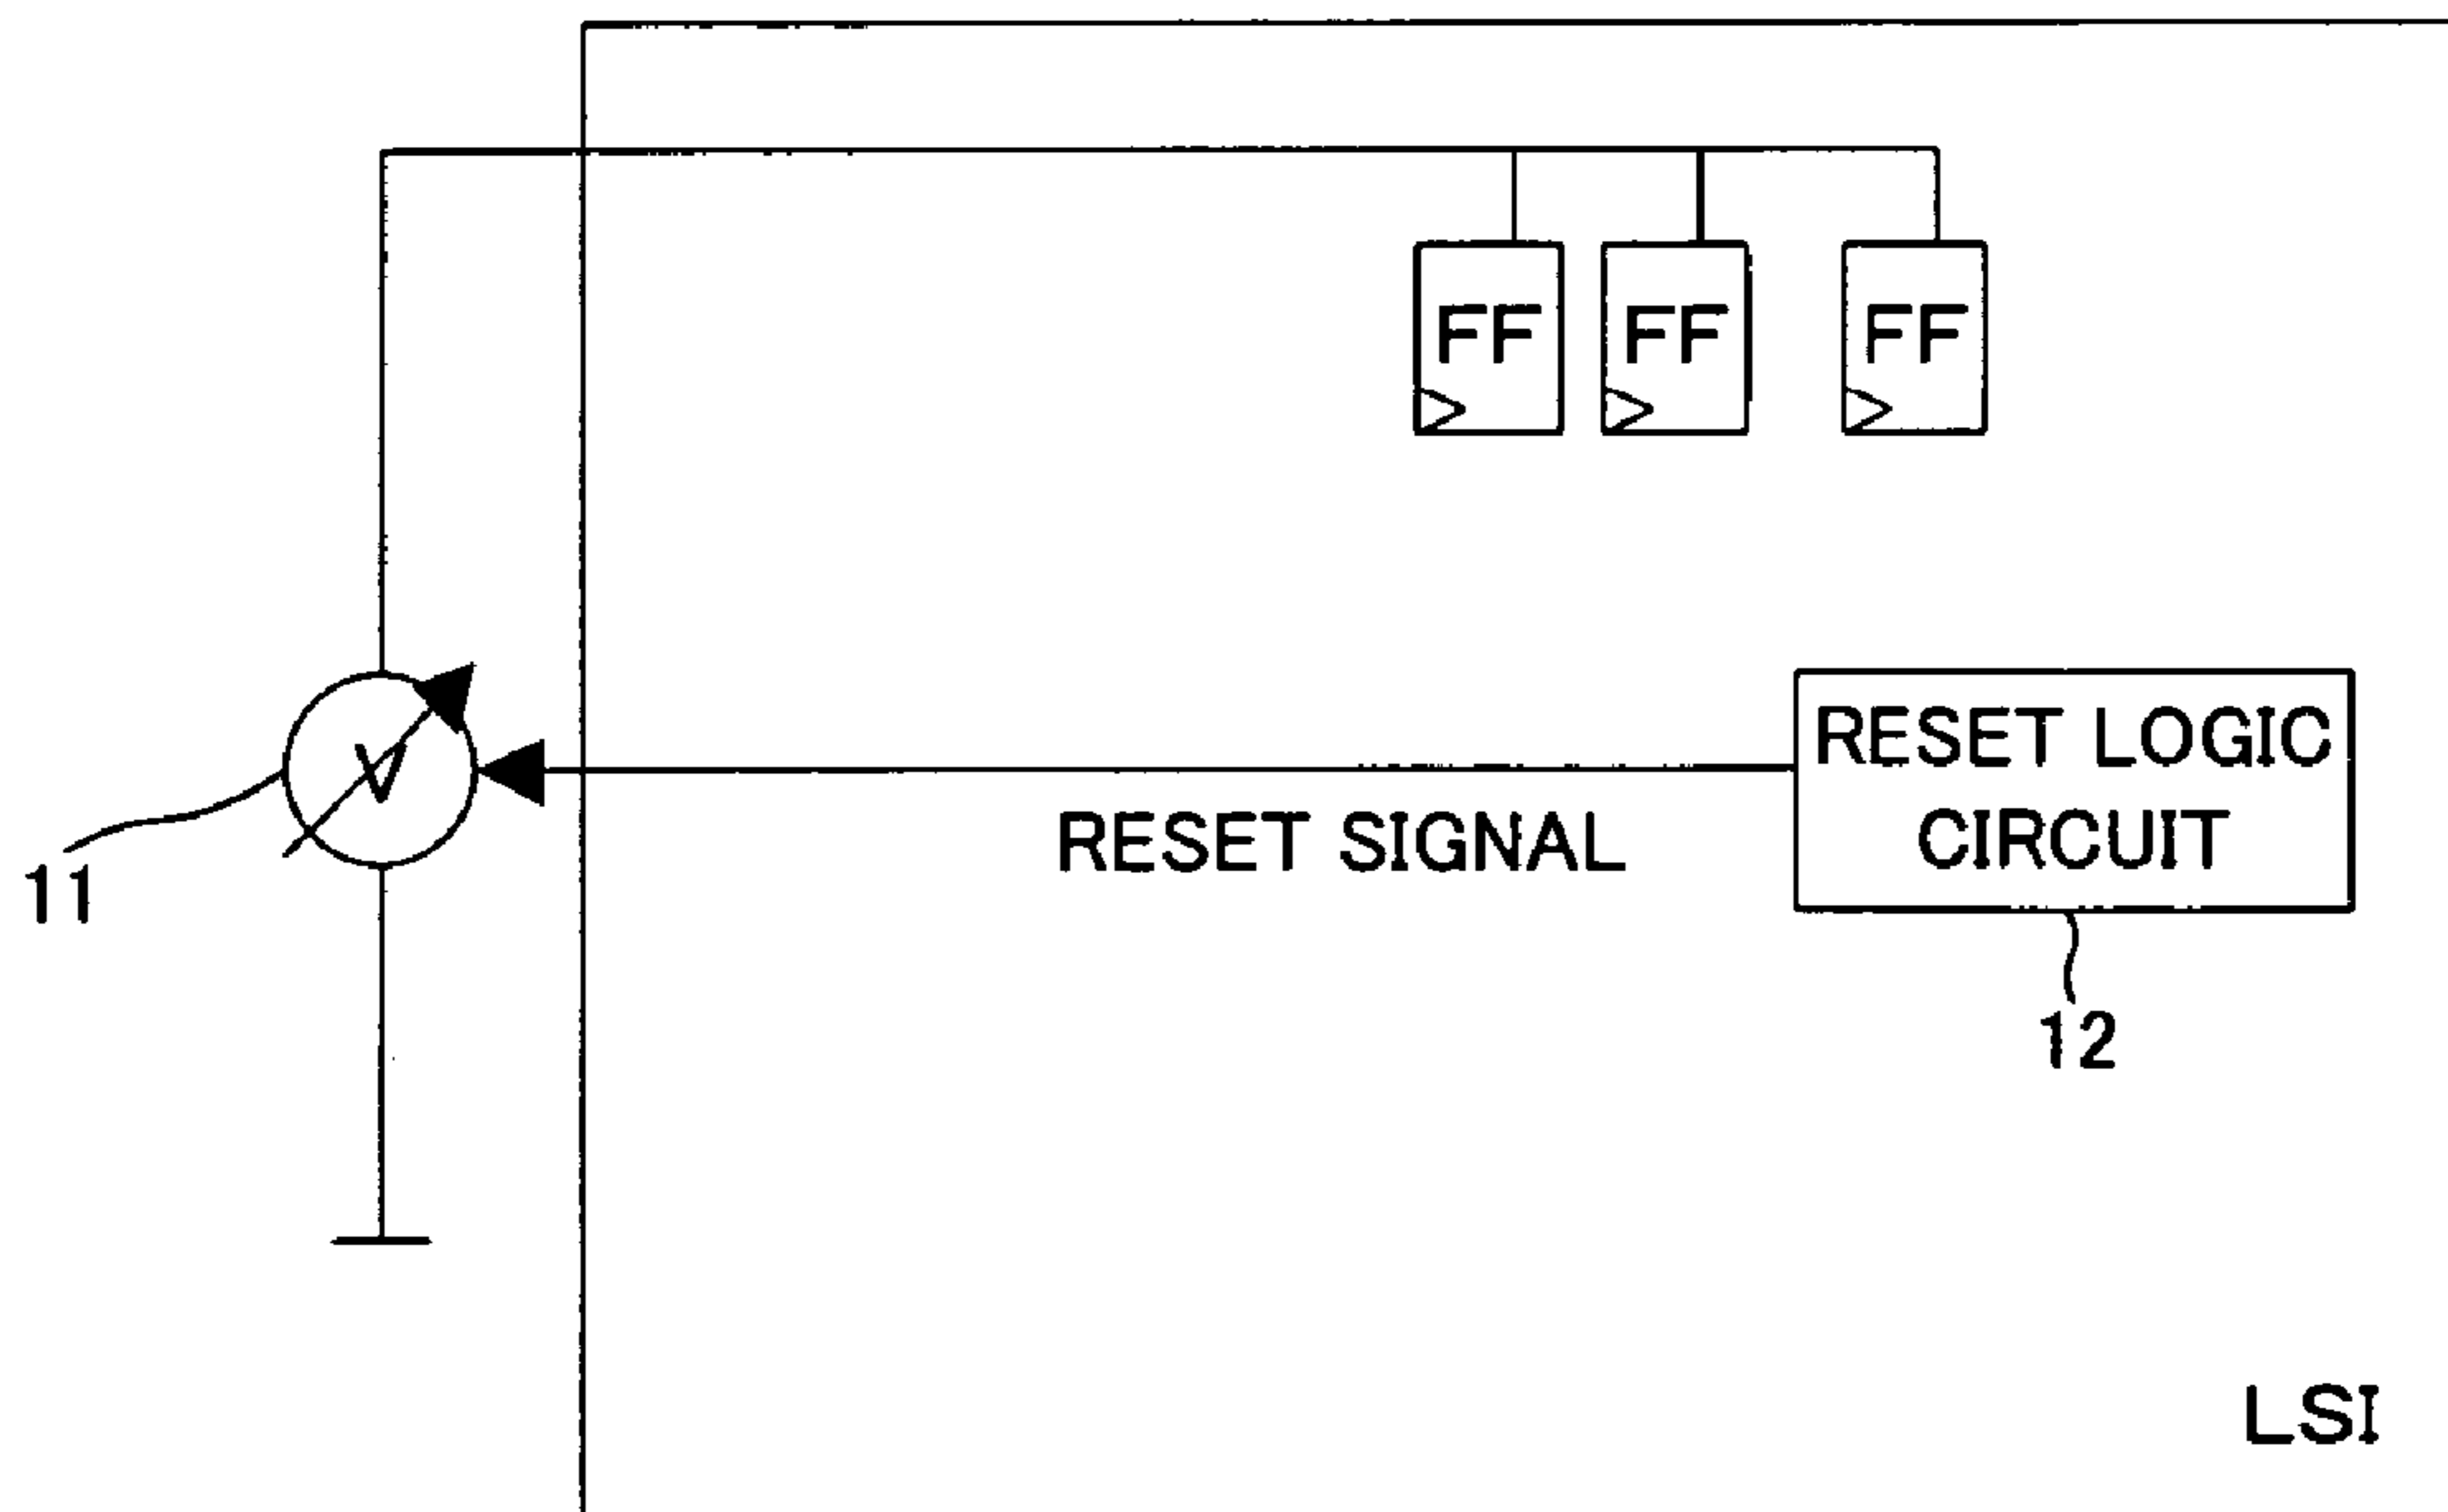 FF FF FF
V
RESET LOGIC
CIRCUIT
RESET SIGNAL
11
12
LSI